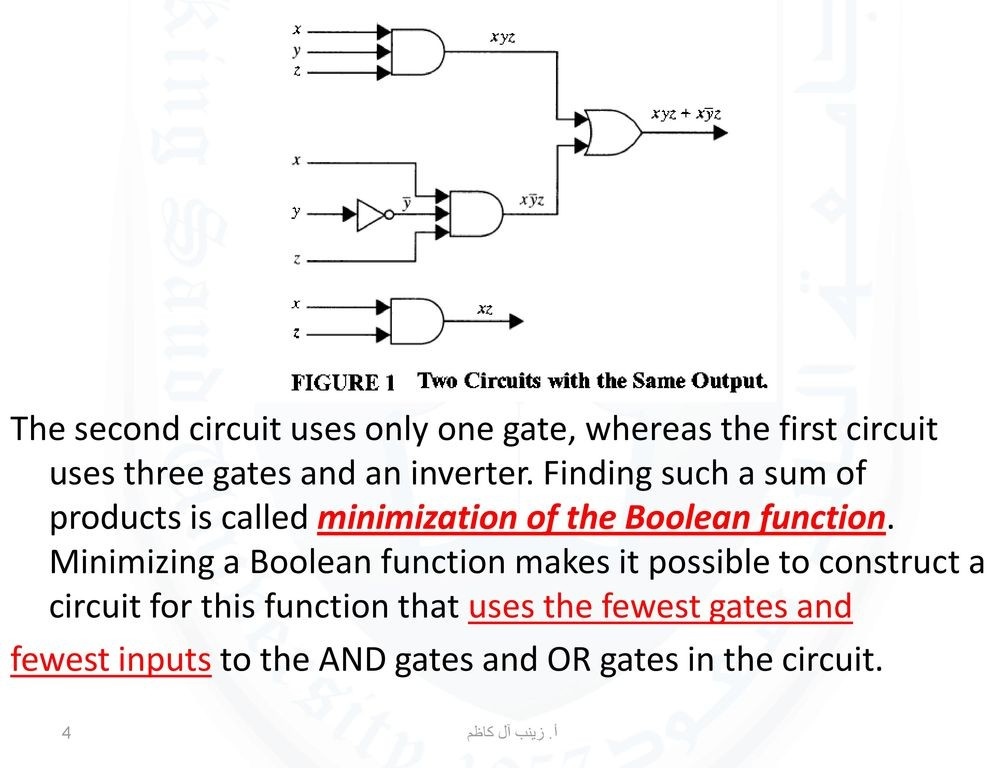 x
y
z
xyz
xyz + xȳz
x
y
ȳ
xȳz
z
x
xz
z
FIGURE 1 Two Circuits with the Same Output.
The second circuit uses only one gate, whereas the first circuit
uses three gates and an inverter. Finding such a sum of
products is called minimization of the Boolean function.
Minimizing a Boolean function makes it possible to construct a
circuit for this function that uses the fewest gates and
fewest inputs to the AND gates and OR gates in the circuit.
4
أ. زينب آل كاظم
King Saud University
1957